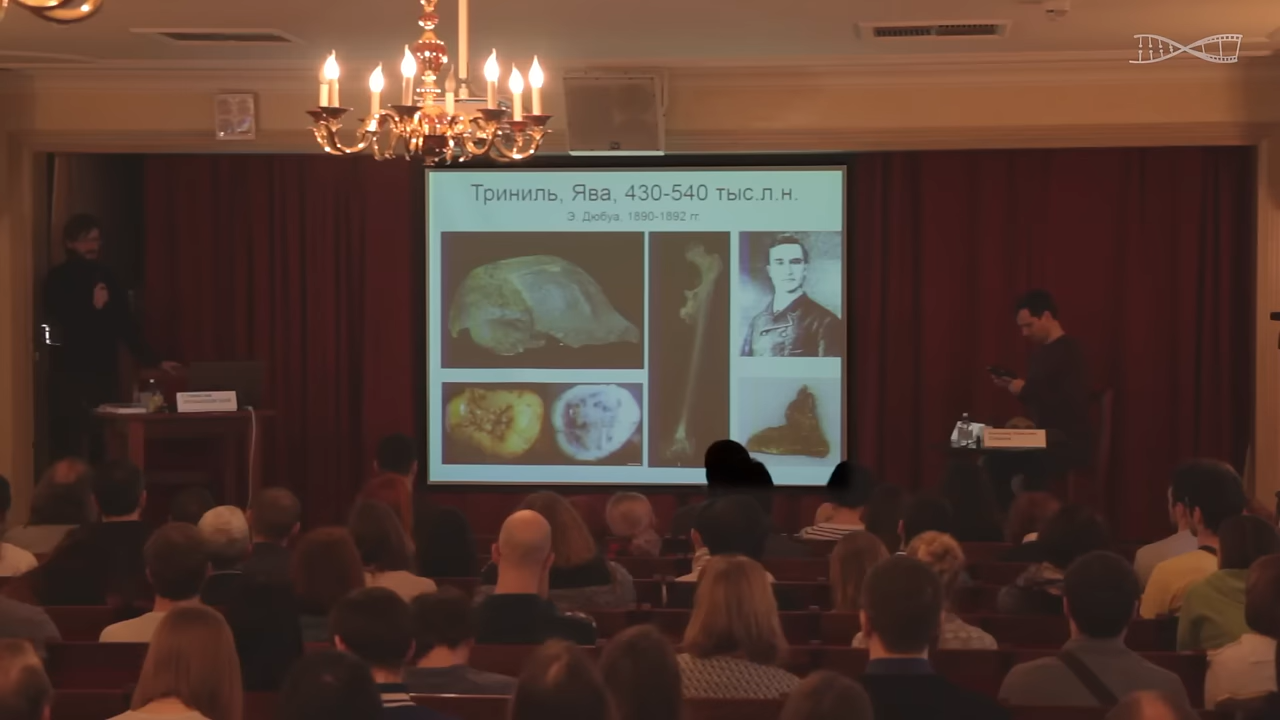 Триниль, Ява, 430-540 тыс.л.н.
Э. Дюбуа, 1890-1892 гг